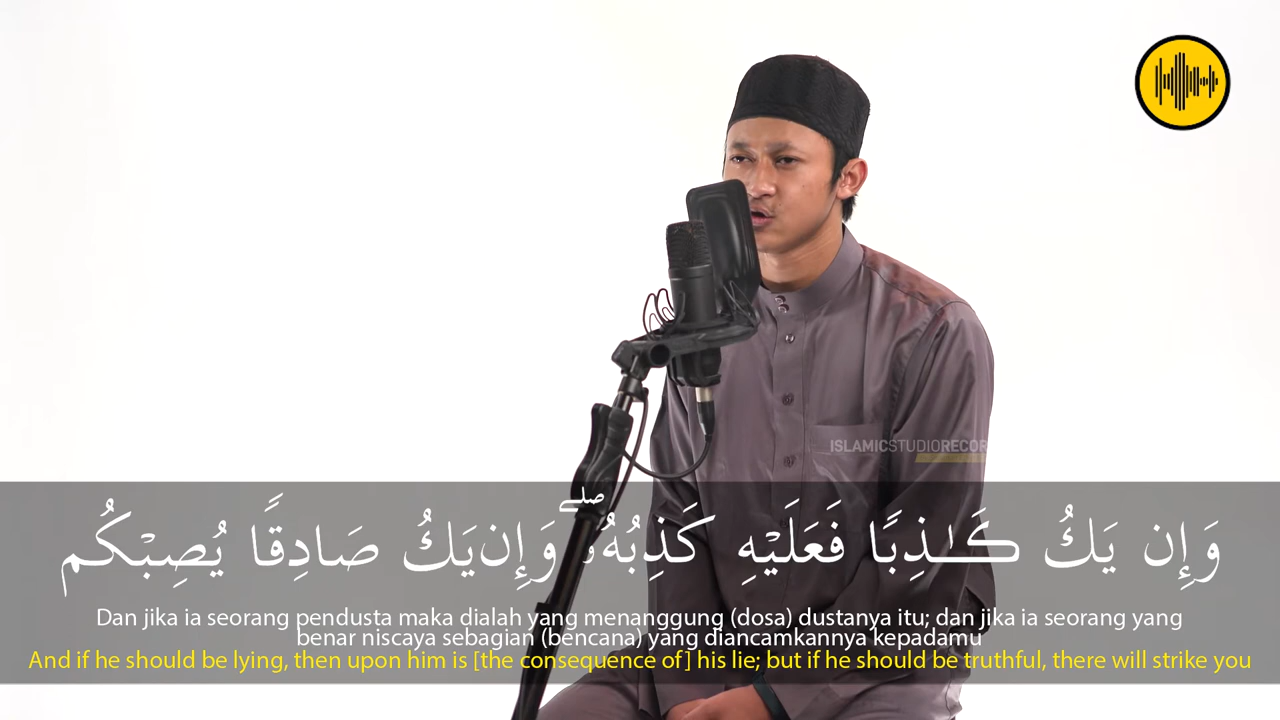 ISLAMICSTUDIORECOR
وَإِن يَكُ كَـٰذِبًا فَعَلَيْهِ كَذِبُهُۥ ۖ وَإِن يَكُ صَادِقًا يُصِبْكُم
Dan jika ia seorang pendusta maka dialah yang menanggung (dosa) dustanya itu; dan jika ia seorang yang
benar niscaya sebagian (bencana) yang diancamkannya kepadamu
And if he should be lying, then upon him is [the consequence of] his lie; but if he should be truthful, there will strike you